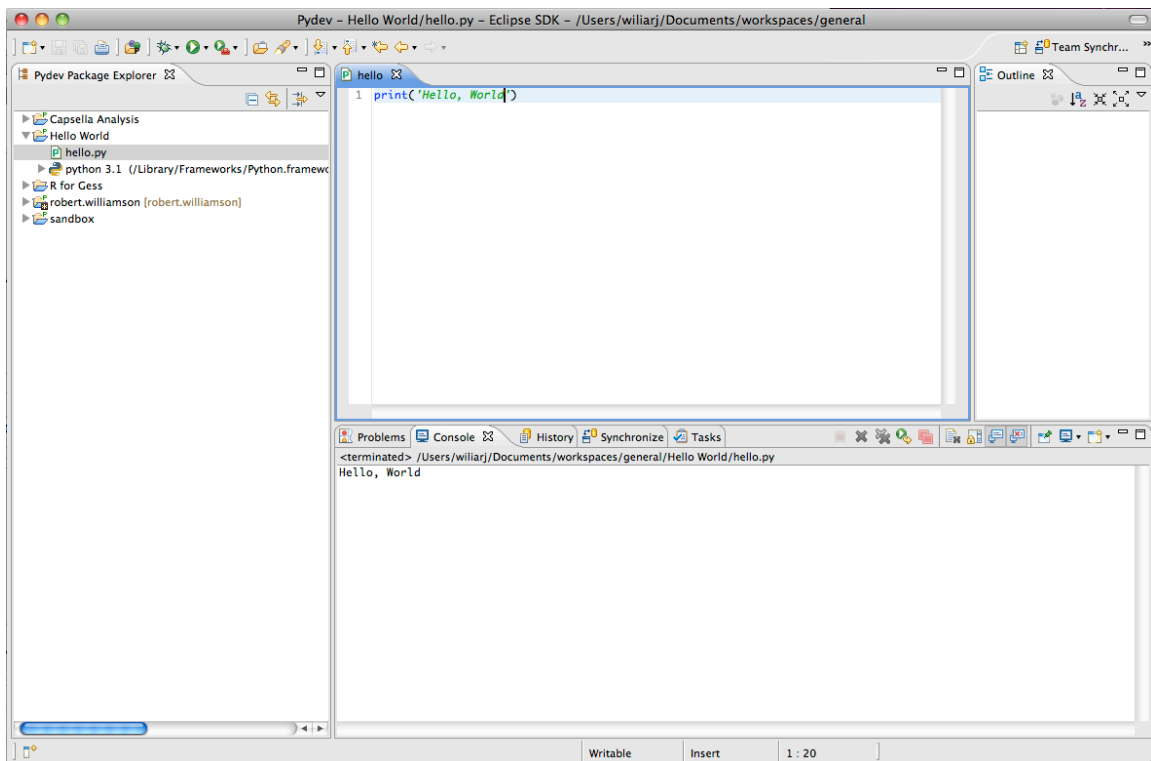 Pydev – Hello World/hello.py – Eclipse SDK – /Users/wiliarj/Documents/workspaces/general
Team Synchr...
Pydev Package Explorer
Capsella Analysis
Hello World
hello.py
python 3.1 (/Library/Frameworks/Python.framewo
R for Gess
robert.williamson [robert.williamson]
sandbox
hello
1 print('Hello, World')
Outline
Problems Console History Synchronize Tasks
<terminated> /Users/wiliarj/Documents/workspaces/general/Hello World/hello.py
Hello, World
Writable Insert 1 : 20